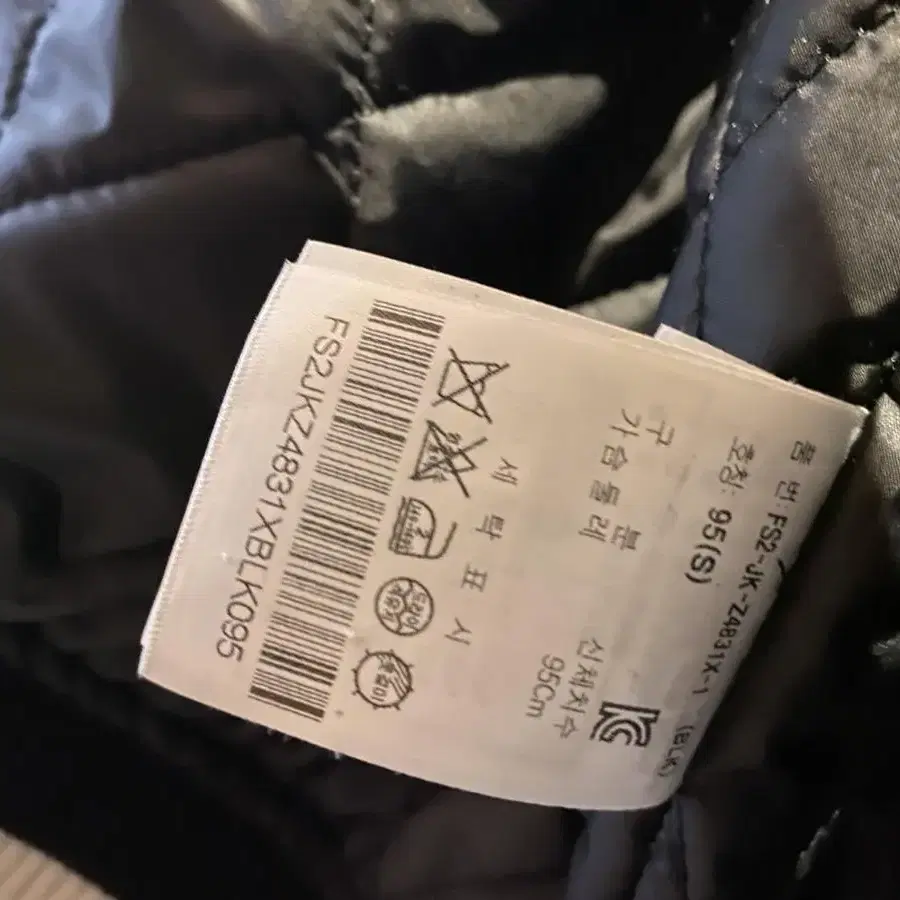 품 번: FS2-JK-Z4831X-1 (BLK)
호칭: 95(S)
구 분 신체치수
가슴둘레 95Cm
세 탁 표 시
FS2JKZ4831XBLK095